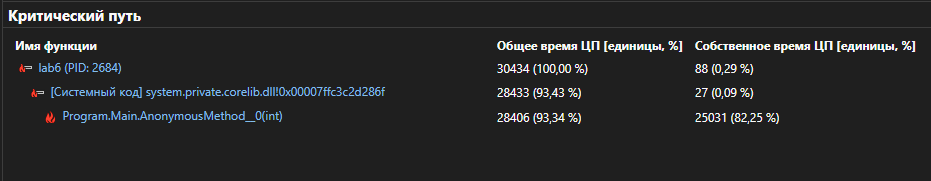 Критический путь
Имя функции Общее время ЦП [единицы, %] Собственное время ЦП [единицы, %]
lab6 (PID: 2684) 30434 (100,00 %) 88 (0,29 %)
[Системный код] system.private.corelib.dll!0x00007ffc3c2d286f 28433 (93,43 %) 27 (0,09 %)
Program.Main.AnonymousMethod__0(int) 28406 (93,34 %) 25031 (82,25 %)